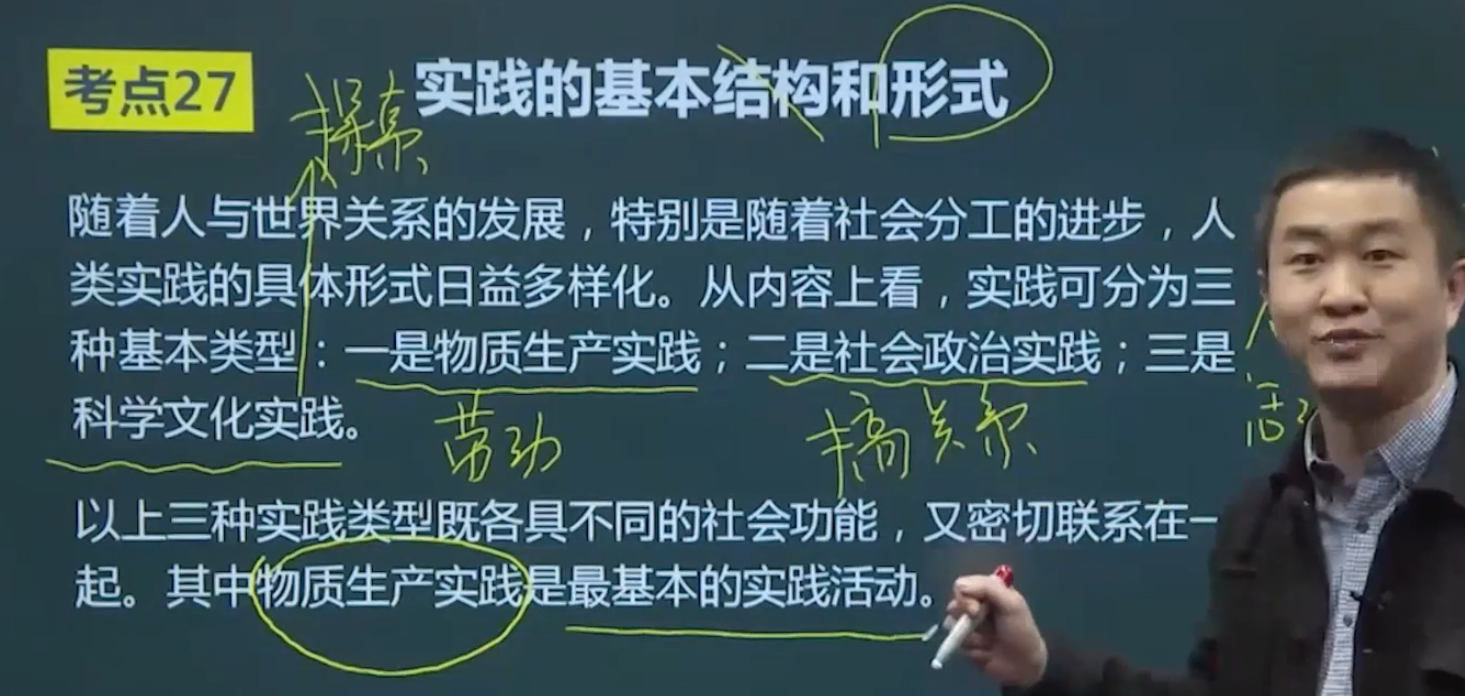 考点27
实践的基本结构和形式
探索
随着人与世界关系的发展，特别是随着社会分工的进步，人
类实践的具体形式日益多样化。从内容上看，实践可分为三
种基本类型：一是物质生产实践；二是社会政治实践；三是
科学文化实践。
劳动
搞关系
以上三种实践类型既各具不同的社会功能，又密切联系在一
起。其中物质生产实践是最基本的实践活动。